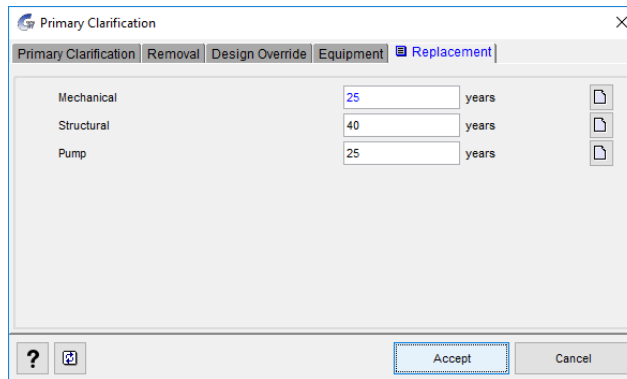 Primary Clarification
Primary Clarification Removal Design Override Equipment Replacement
Mechanical 25 years
Structural 40 years
Pump 25 years
? Accept Cancel